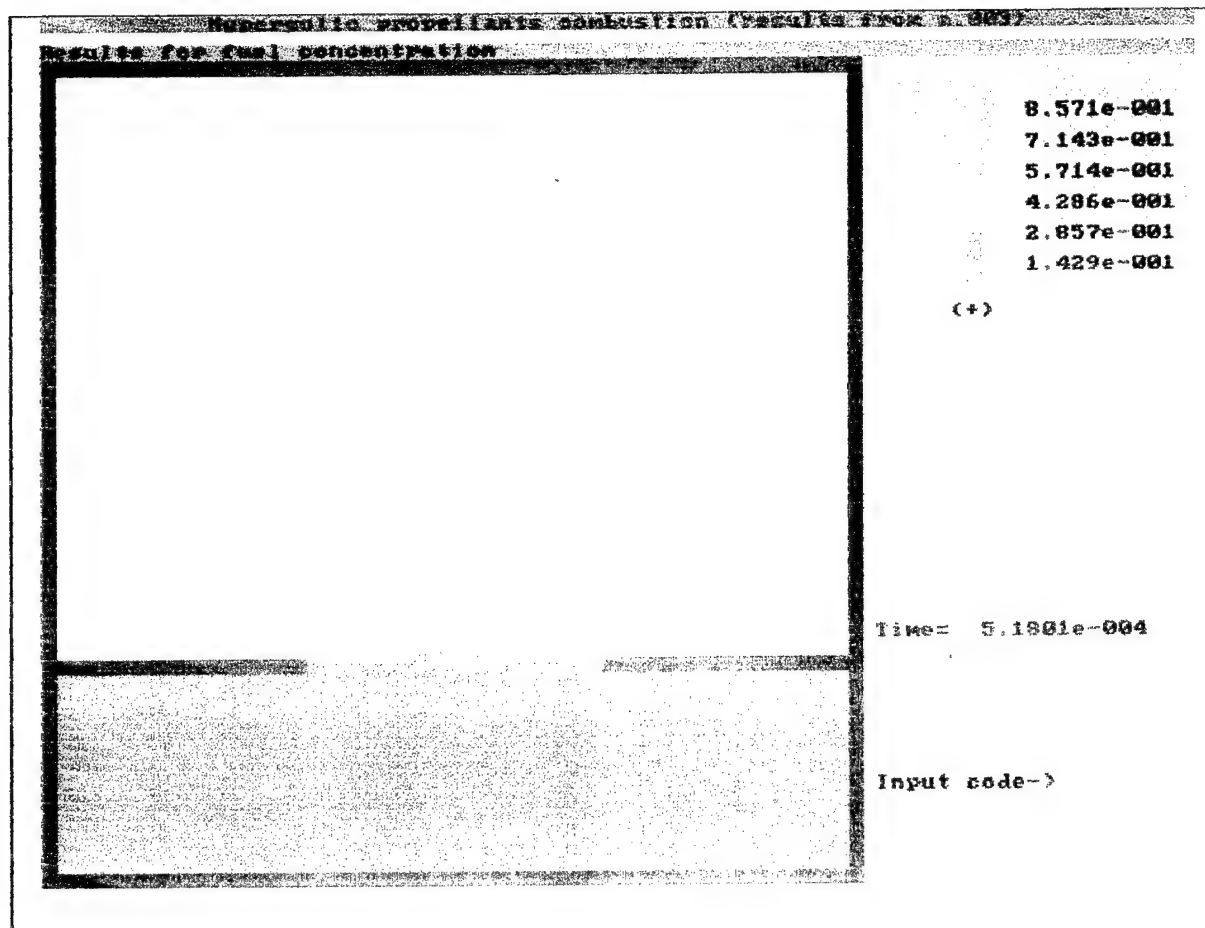 Hypergolic propellants combustion (results from n.003)
Results for fuel concentration
8.571e-001
7.143e-001
5.714e-001
4.286e-001
2.857e-001
1.429e-001
(+)
Time= 5.1801e-004
Input code->